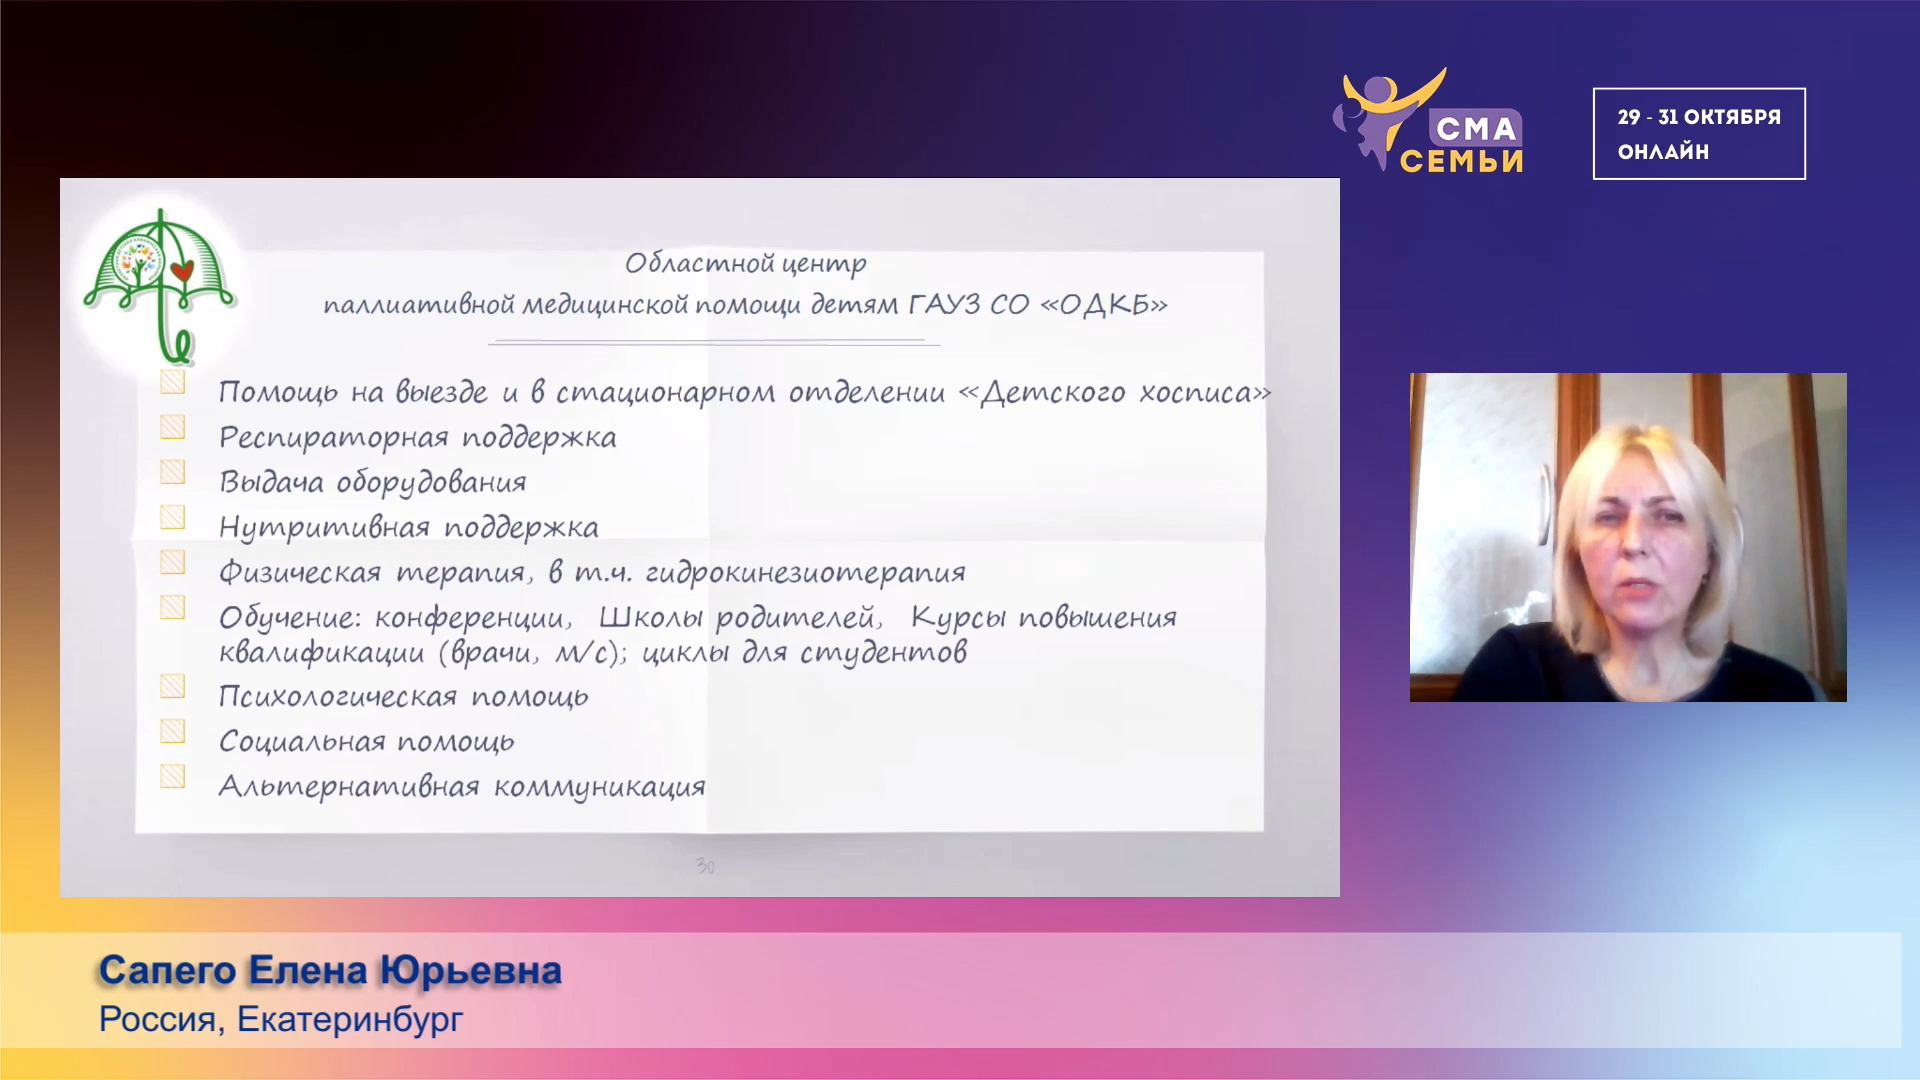 СМА
СЕМЬИ
29 - 31 ОКТЯБРЯ
ОНЛАЙН
Областной центр
паллиативной медицинской помощи детям ГАУЗ СО «ОДКБ»
Помощь на выезде и в стационарном отделении «Детского хосписа»
Респираторная поддержка
Выдача оборудования
Нутритивная поддержка
Физическая терапия, в т.ч. гидрокинезиотерапия
Обучение: конференции, Школы родителей, Курсы повышения
квалификации (врачи, м/с); циклы для студентов
Психологическая помощь
Социальная помощь
Альтернативная коммуникация
30
Сапего Елена Юрьевна
Россия, Екатеринбург